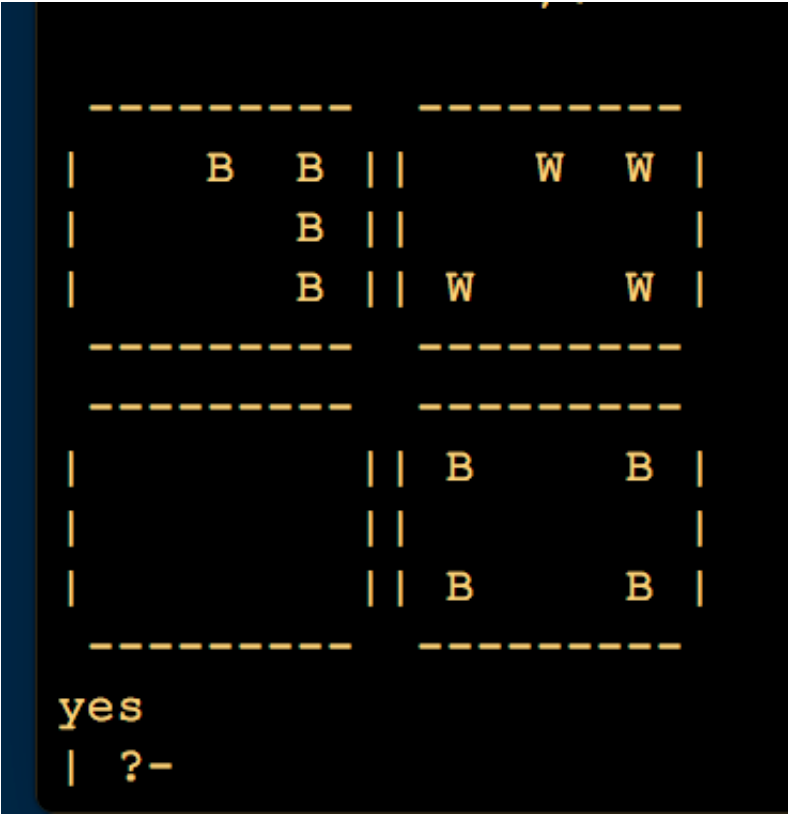 ---------  ---------
|    B  B ||    W  W |
|       B ||         |
|       B || W     W |
 ---------  ---------
 ---------  ---------
|         || B     B |
|         ||         |
|         || B     B |
 ---------  ---------
yes
| ?-